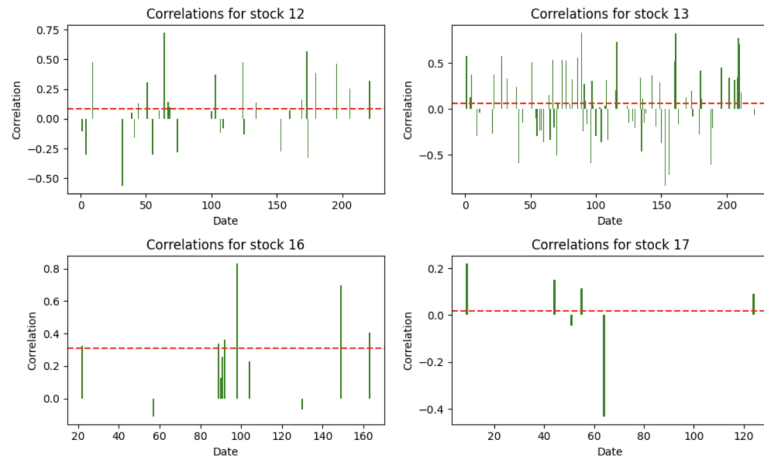 Correlations for stock 12
Correlation
0.75
0.50
0.25
0.00
−0.25
−0.50
0 50 100 150 200
Date
Correlations for stock 13
Correlation
0.5
0.0
−0.5
0 50 100 150 200
Date
Correlations for stock 16
Correlation
0.8
0.6
0.4
0.2
0.0
20 40 60 80 100 120 140 160
Date
Correlations for stock 17
Correlation
0.2
0.0
−0.2
−0.4
20 40 60 80 100 120
Date